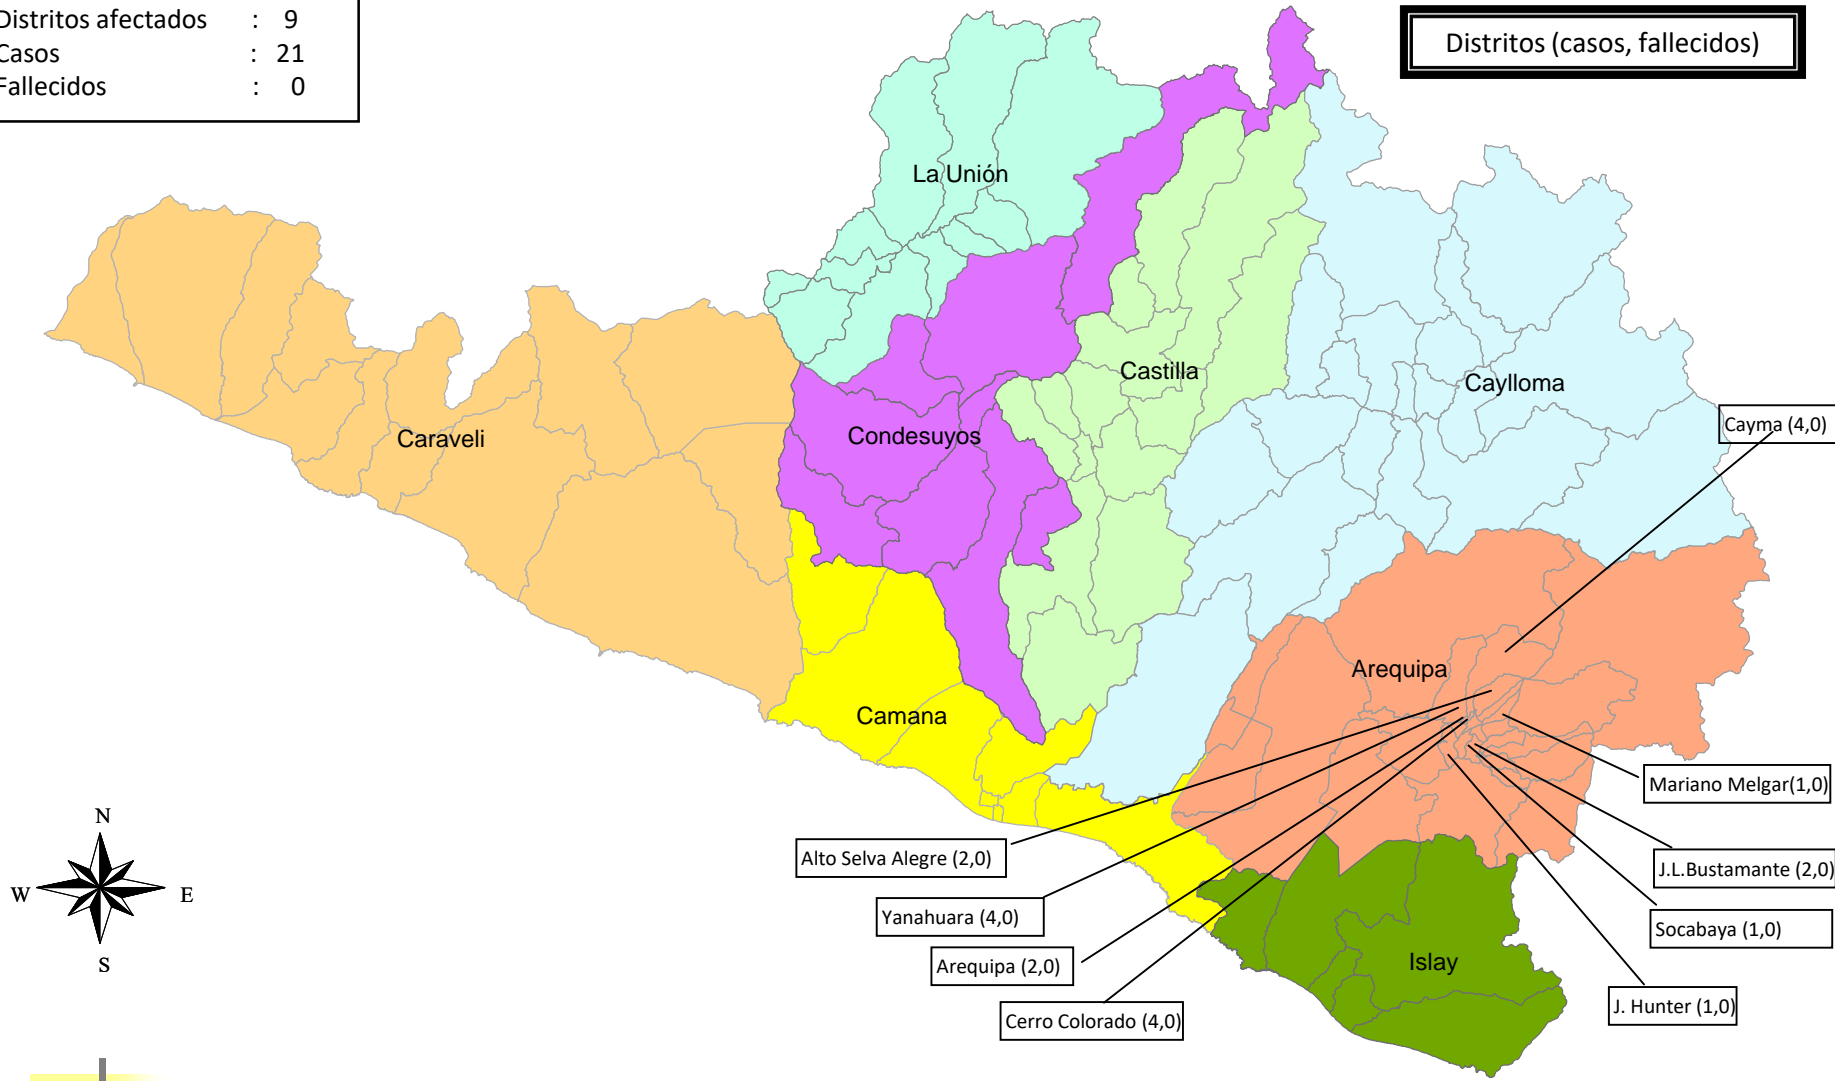 Distritos afectados : 9
Casos : 21
Fallecidos : 0
Distritos (casos, fallecidos)
La Unión
Castilla
Caylloma
Cayma (4,0)
Condesuyos
Caraveli
Arequipa
Camana
Mariano Melgar(1,0)
Alto Selva Alegre (2,0)
J.L.Bustamante (2,0)
Yanahuara (4,0)
Socabaya (1,0)
Arequipa (2,0)
Islay
J. Hunter (1,0)
Cerro Colorado (4,0)
N
W
E
S